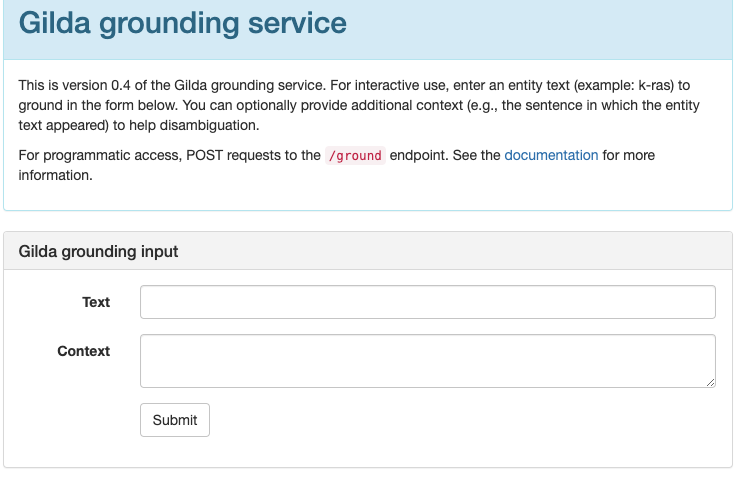 Gilda grounding service
This is version 0.4 of the Gilda grounding service. For interactive use, enter an entity text (example: k-ras) to
ground in the form below. You can optionally provide additional context (e.g., the sentence in which the entity
text appeared) to help disambiguation.
For programmatic access, POST requests to the /ground endpoint. See the documentation for more
information.
Gilda grounding input
Text
Context
Submit